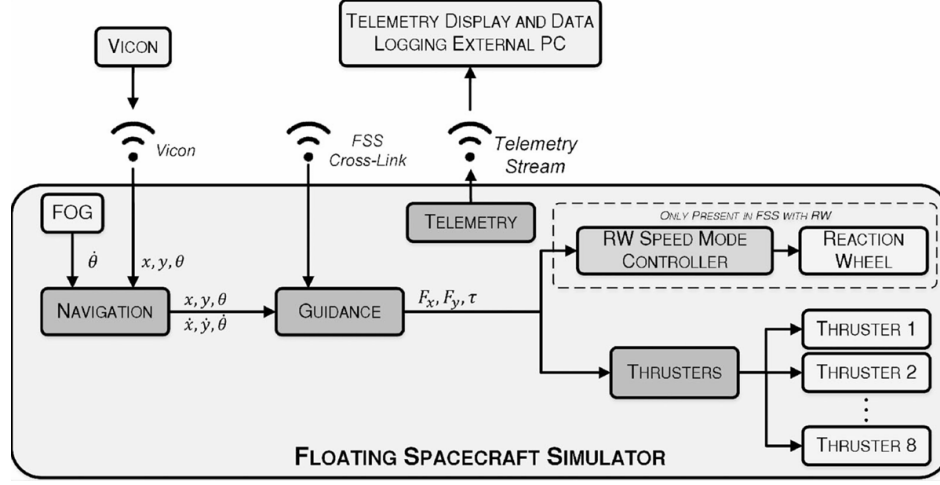 VICON
TELEMETRY DISPLAY AND DATA
LOGGING EXTERNAL PC
Vicon
FSS
Cross-Link
Telemetry
Stream
FOG
θ̇
x, y, θ
TELEMETRY
ONLY PRESENT IN FSS WITH RW
RW SPEED MODE
CONTROLLER
REACTION
WHEEL
NAVIGATION
x, y, θ
ẋ, ẏ, θ̇
GUIDANCE
Fx, Fy, τ
THRUSTERS
THRUSTER 1
THRUSTER 2
THRUSTER 8
FLOATING SPACECRAFT SIMULATOR